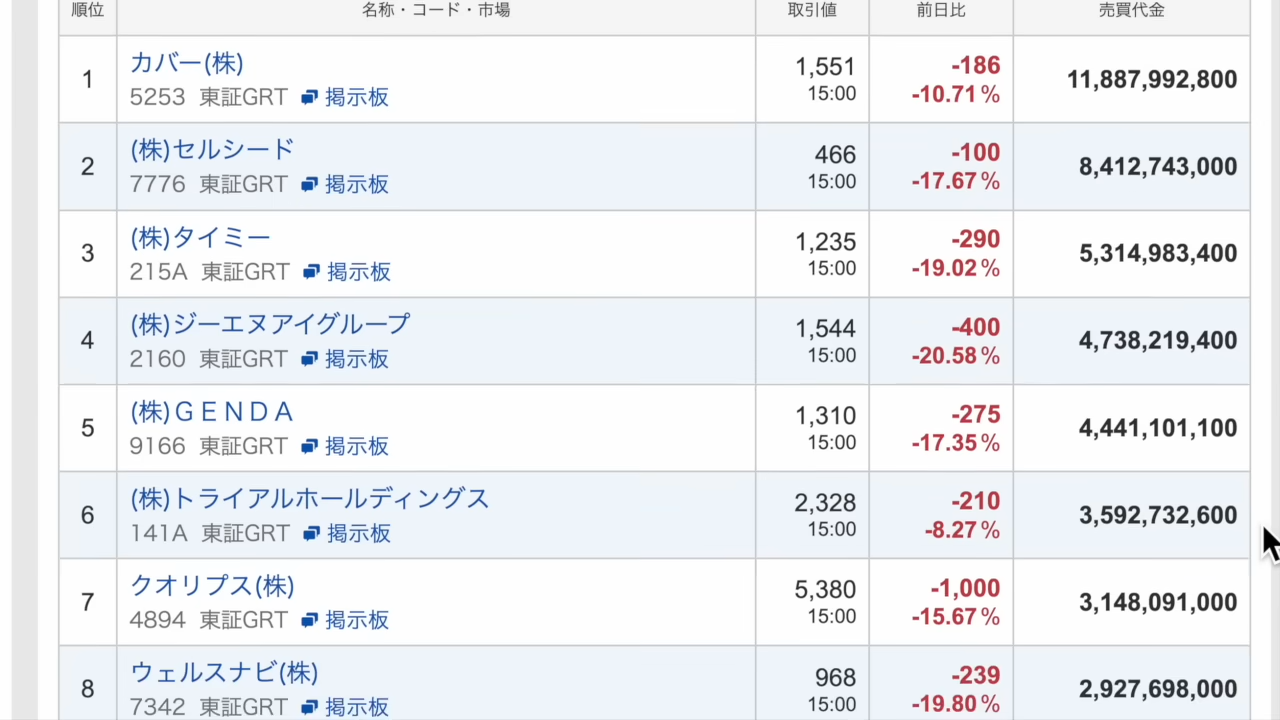 順位 名称・コード・市場 取引値 前日比 売買代金
1 カバー(株) 1,551 -186 11,887,992,800
5253 東証GRT 掲示板 15:00 -10.71%
2 (株)セルシード 466 -100 8,412,743,000
7776 東証GRT 掲示板 15:00 -17.67%
3 (株)タイミー 1,235 -290 5,314,983,400
215A 東証GRT 掲示板 15:00 -19.02%
4 (株)ジーエヌアイグループ 1,544 -400 4,738,219,400
2160 東証GRT 掲示板 15:00 -20.58%
5 (株)ＧＥＮＤＡ 1,310 -275 4,441,101,100
9166 東証GRT 掲示板 15:00 -17.35%
6 (株)トライアルホールディングス 2,328 -210 3,592,732,600
141A 東証GRT 掲示板 15:00 -8.27%
7 クオリプス(株) 5,380 -1,000 3,148,091,000
4894 東証GRT 掲示板 15:00 -15.67%
8 ウェルスナビ(株) 968 -239 2,927,698,000
7342 東証GRT 掲示板 15:00 -19.80%